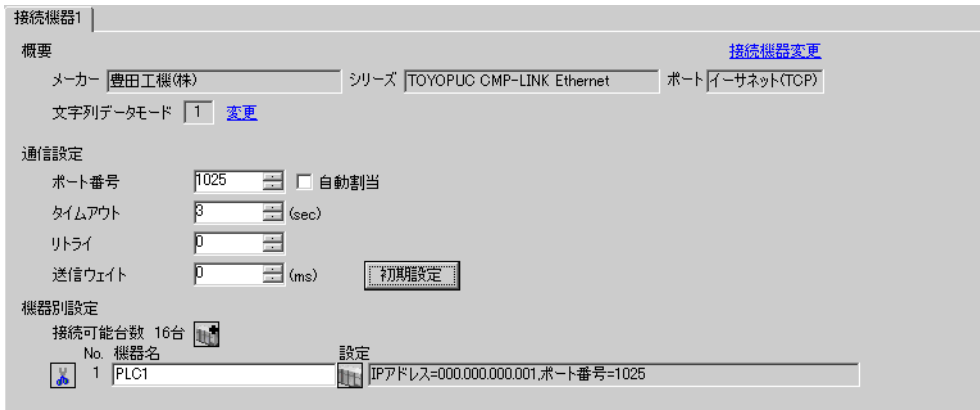 接続機器1
概要 接続機器変更
メーカー 豊田工機(株) シリーズ TOYOPUC CMP-LINK Ethernet ポート イーサネット(TCP)
文字列データモード 1 変更
通信設定
ポート番号 1025 自動割当
タイムアウト 3 (sec)
リトライ 0
送信ウェイト 0 (ms) 初期設定
機器別設定
接続可能台数 16台
No. 機器名 設定
1 PLC1 IPアドレス=000.000.000.001,ポート番号=1025